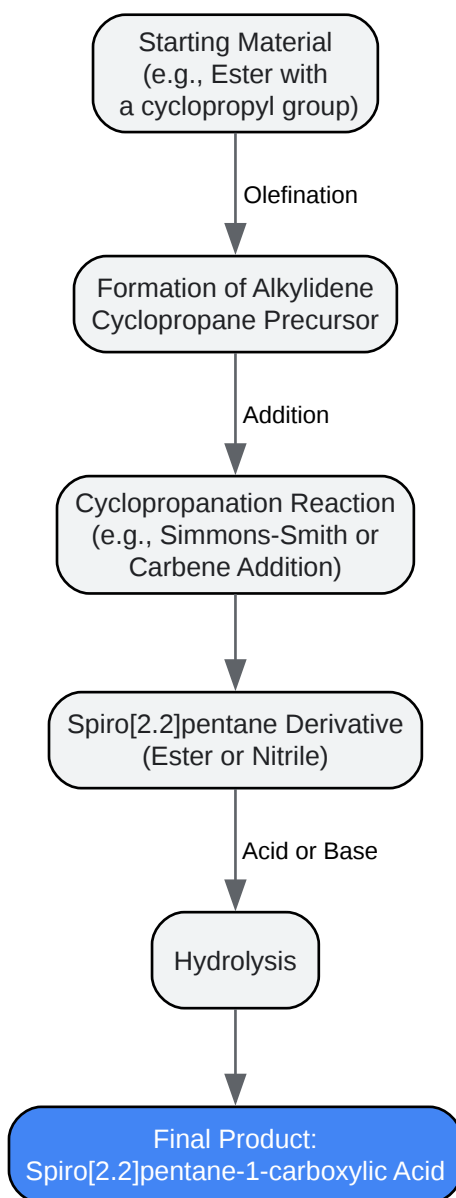 Starting Material
(e.g., Ester with
a cyclopropyl group)
Olefination
Formation of Alkylidene
Cyclopropane Precursor
Addition
Cyclopropanation Reaction
(e.g., Simmons-Smith or
Carbene Addition)
Spiro[2.2]pentane Derivative
(Ester or Nitrile)
Acid or Base
Hydrolysis
Final Product:
Spiro[2.2]pentane-1-carboxylic Acid